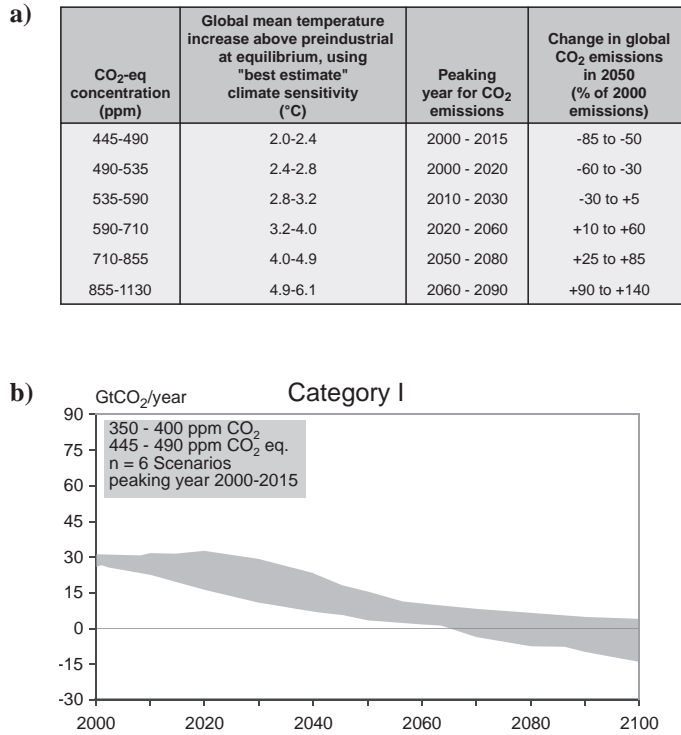 a)
CO2-eq concentration (ppm)
Global mean temperature increase above preindustrial at equilibrium, using "best estimate" climate sensitivity (°C)
Peaking year for CO2 emissions
Change in global CO2 emissions in 2050 (% of 2000 emissions)
445-490 2.0-2.4 2000 - 2015 -85 to -50
490-535 2.4-2.8 2000 - 2020 -60 to -30
535-590 2.8-3.2 2010 - 2030 -30 to +5
590-710 3.2-4.0 2020 - 2060 +10 to +60
710-855 4.0-4.9 2050 - 2080 +25 to +85
855-1130 4.9-6.1 2060 - 2090 +90 to +140
b)
GtCO2/year
Category I
350 - 400 ppm CO2
445 - 490 ppm CO2 eq.
n = 6 Scenarios
peaking year 2000-2015
90
75
60
45
30
15
0
-15
-30
2000 2020 2040 2060 2080 2100